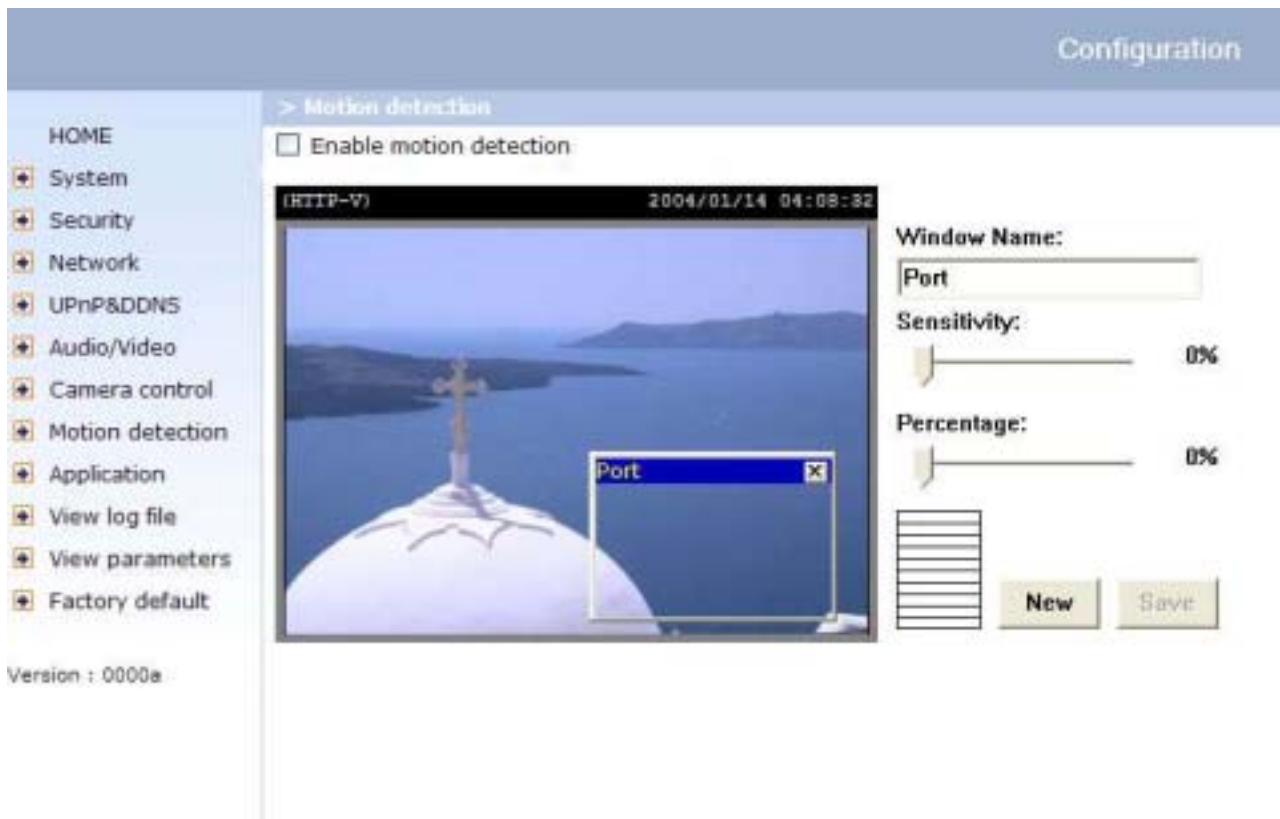 Configuration
> Motion detection
HOME
System
Security
Network
UPnP&DDNS
Audio/Video
Camera control
Motion detection
Application
View log file
View parameters
Factory default
Version : 0000a
Enable motion detection
(HTTP-V) 2004/01/14 04:08:32
Port
Window Name:
Port
Sensitivity:
0%
Percentage:
0%
New
Save